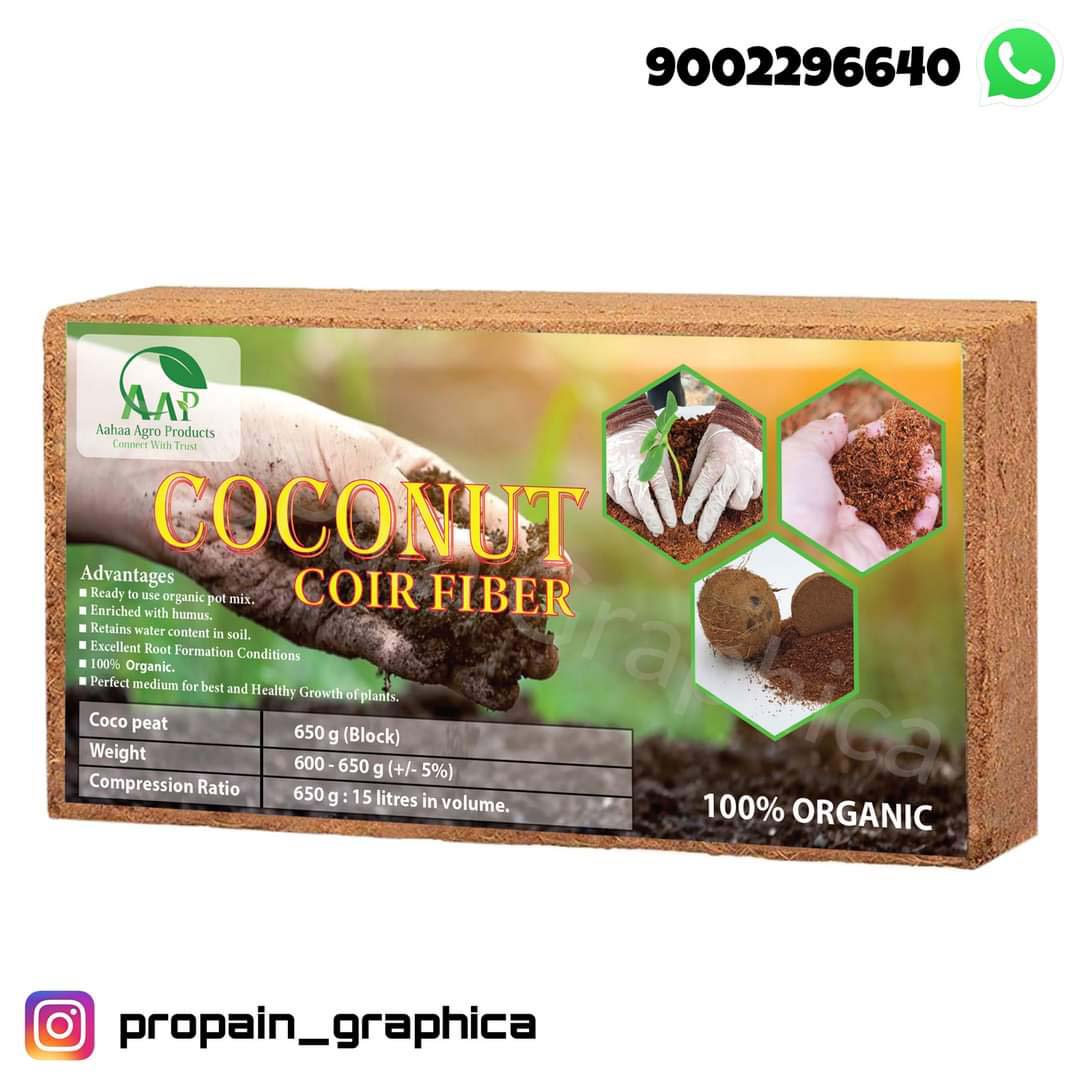 9002296640
AAP
Aahaa Agro Products
Connect With Trust
COCONUT
COIR FIBER
Advantages
■ Ready to use organic pot mix.
■ Enriched with humus.
■ Retains water content in soil.
■ Excellent Root Formation Conditions
■ 100% Organic.
■ Perfect medium for best and Healthy Growth of plants.
Coco peat 650 g (Block)
Weight 600 - 650 g (+/- 5%)
Compression Ratio 650 g : 15 litres in volume.
100% ORGANIC
Graphica
propain_graphica